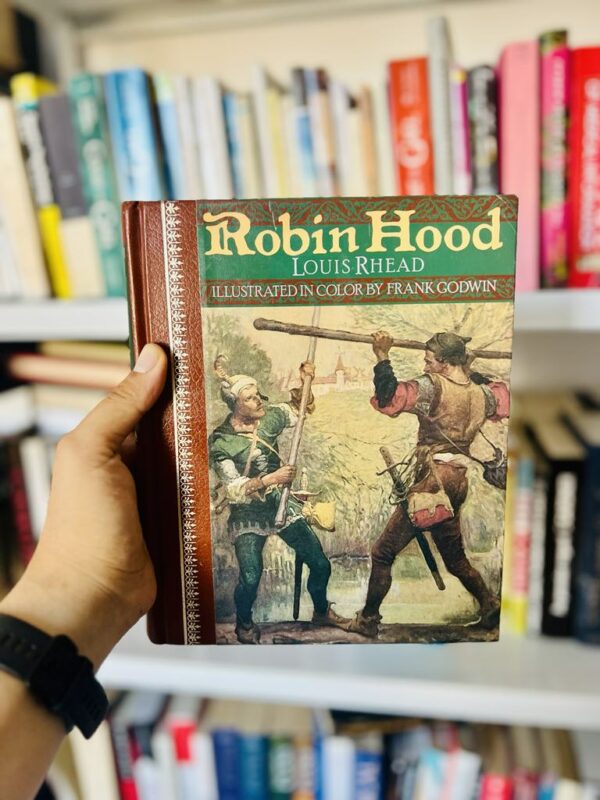 Robin Hood
LOUIS RHEAD
ILLUSTRATED IN COLOR BY FRANK GODWIN